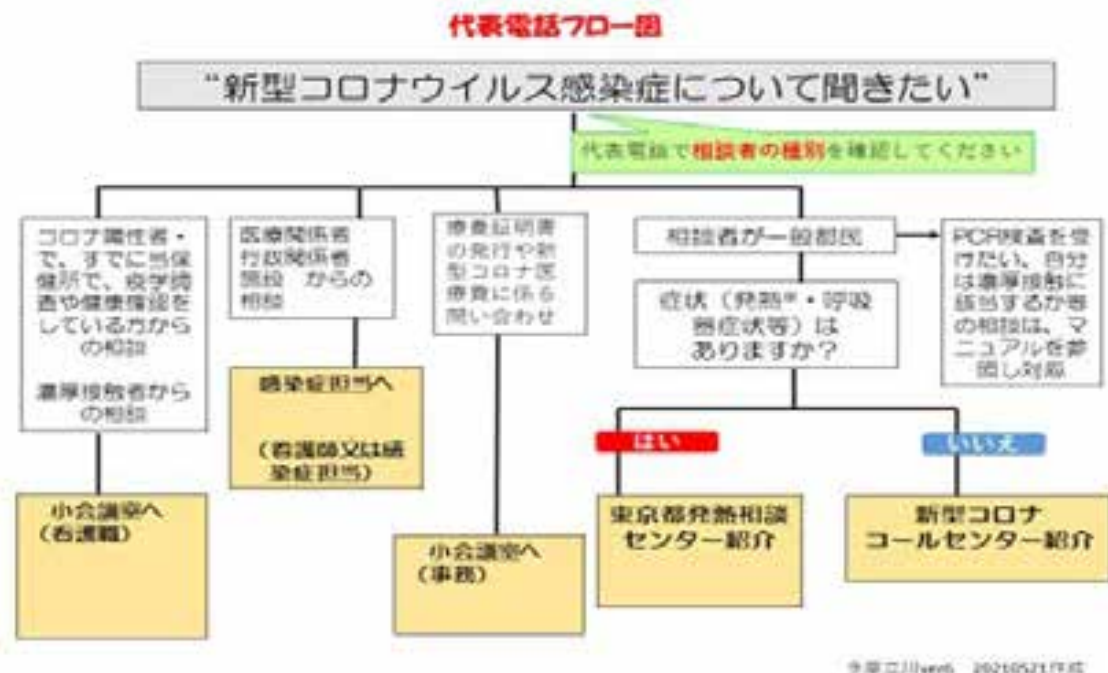 代表電話フロー図
“新型コロナウイルス感染症について聞きたい”
代表電話で相談者の種別を確認してください
コロナ陽性者・
で、すでに当保
健所で、疫学調
査や健康確認を
している方から
の相談
濃厚接触者から
の相談
小会議室へ
(看護職)
医療関係者
行政関係者
施設 からの
相談
感染症担当へ
(看護師又は感
染症担当)
療養証明書
の発行や新
型コロナ医
療費に係る
問い合わせ
小会議室へ
(事務)
相談者が一般都民
症状(発熱※・呼吸
器症状等)は
ありますか?
PCR検査を受
けたい、自分
は濃厚接触に
該当するか等
の相談は、マ
ニュアルを参
照し対応
はい
いいえ
東京都発熱相談
センター紹介
新型コロナ
コールセンター紹介
20210521作成